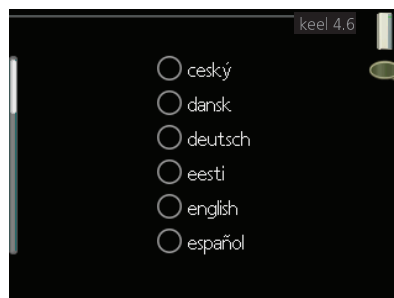 keel 4.6
ceský
dansk
deutsch
eesti
english
español